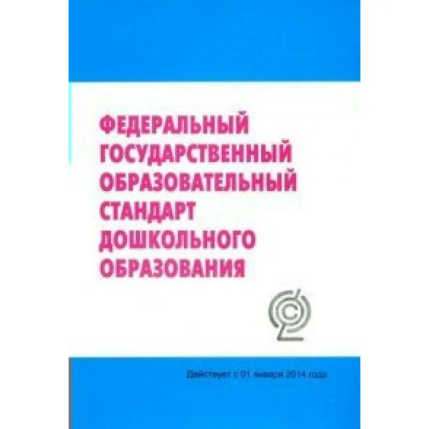 ФЕДЕРАЛЬНЫЙ
ГОСУДАРСТВЕННЫЙ
ОБРАЗОВАТЕЛЬНЫЙ
СТАНДАРТ
ДОШКОЛЬНОГО
ОБРАЗОВАНИЯ
Действует с 01 января 2014 года